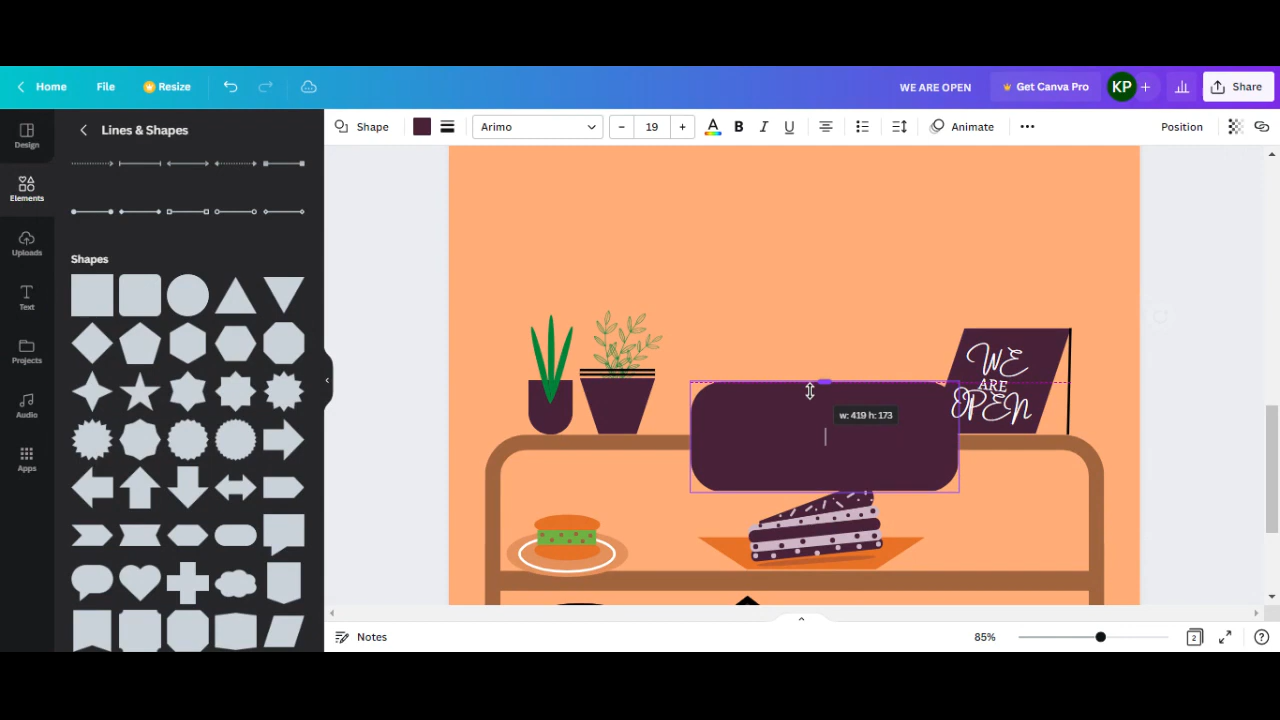 Home File Resize WE ARE OPEN Get Canva Pro KP + Share
Design
Elements
Uploads
Text
Projects
Audio
Apps
Lines & Shapes
Shapes
Shape Arimo – 19 + A B I U Animate Position
WE
ARE
OPEN
w: 419 h: 173
Notes 85% 2 ?